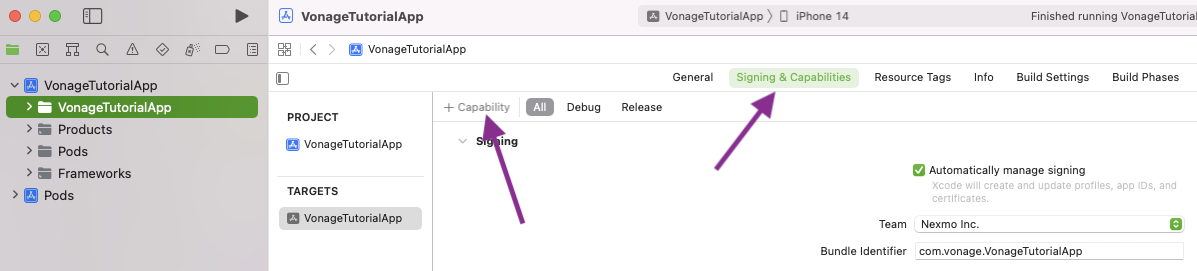 VonageTutorialApp
VonageTutorialApp 〉 iPhone 14
Finished running VonageTutorial
VonageTutorialApp
General
Signing & Capabilities
Resource Tags
Info
Build Settings
Build Phases
VonageTutorialApp
VonageTutorialApp
Products
Pods
Frameworks
Pods
PROJECT
VonageTutorialApp
TARGETS
VonageTutorialApp
+ Capability
All
Debug
Release
Signing
Automatically manage signing
Xcode will create and update profiles, app IDs, and
certificates.
Team Nexmo Inc.
Bundle Identifier com.vonage.VonageTutorialApp